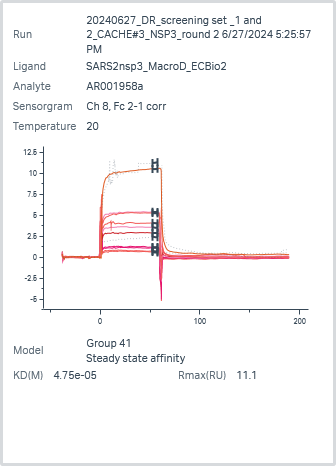 Run
20240627_DR_screening set _1 and
2_CACHE#3_NSP3_round 2 6/27/2024 5:25:57
PM
Ligand SARS2nsp3_MacroD_ECBio2
Analyte AR001958a
Sensorgram Ch 8, Fc 2-1 corr
Temperature 20
12.5
10
7.5
5
2.5
0
-2.5
-5
0 100 200
Model Group 41
Steady state affinity
KD(M) 4.75e-05 Rmax(RU) 11.1